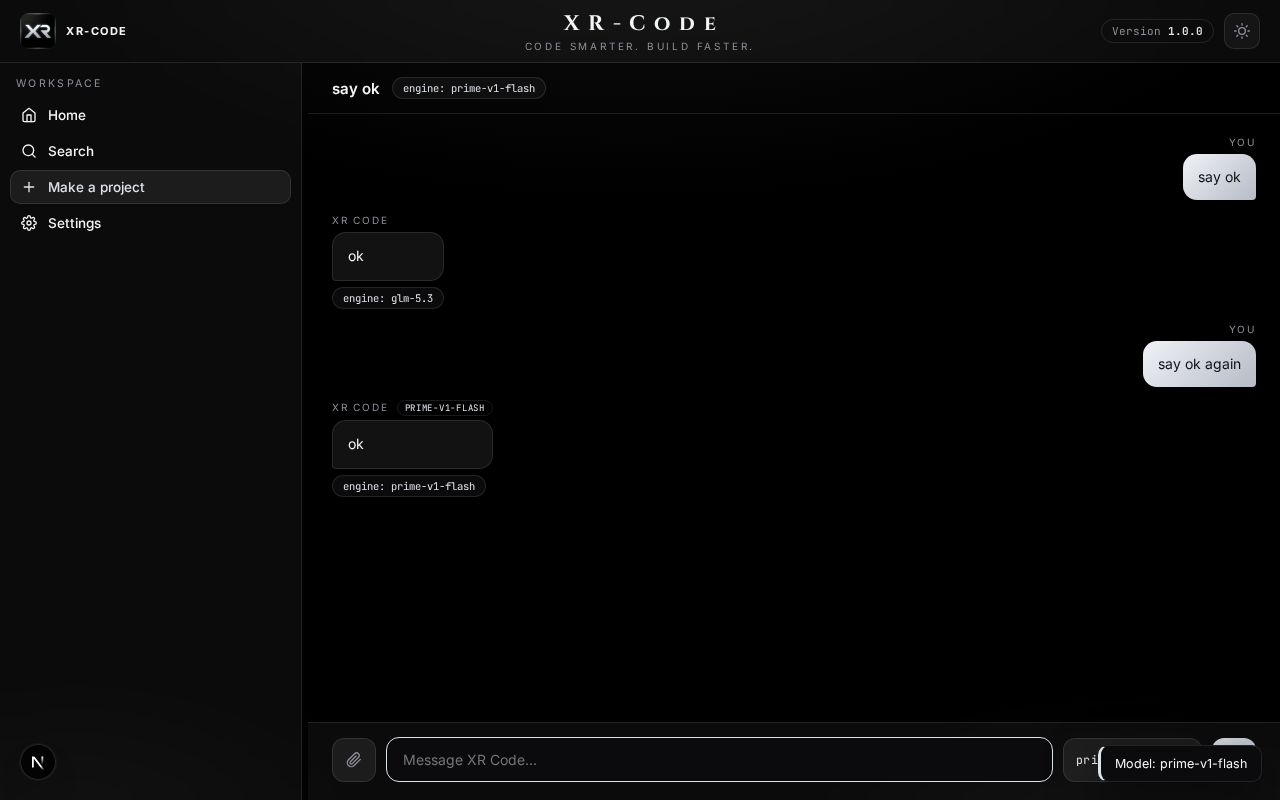 XR
XR-CODE
XR-CODE
CODE SMARTER. BUILD FASTER.
Version 1.0.0
WORKSPACE
Home
Search
Make a project
Settings
N
say ok
engine: prime-v1-flash
YOU
say ok
XR CODE
ok
engine: glm-5.3
YOU
say ok again
XR CODE PRIME-V1-FLASH
ok
engine: prime-v1-flash
Message XR Code...
pri
Model: prime-v1-flash